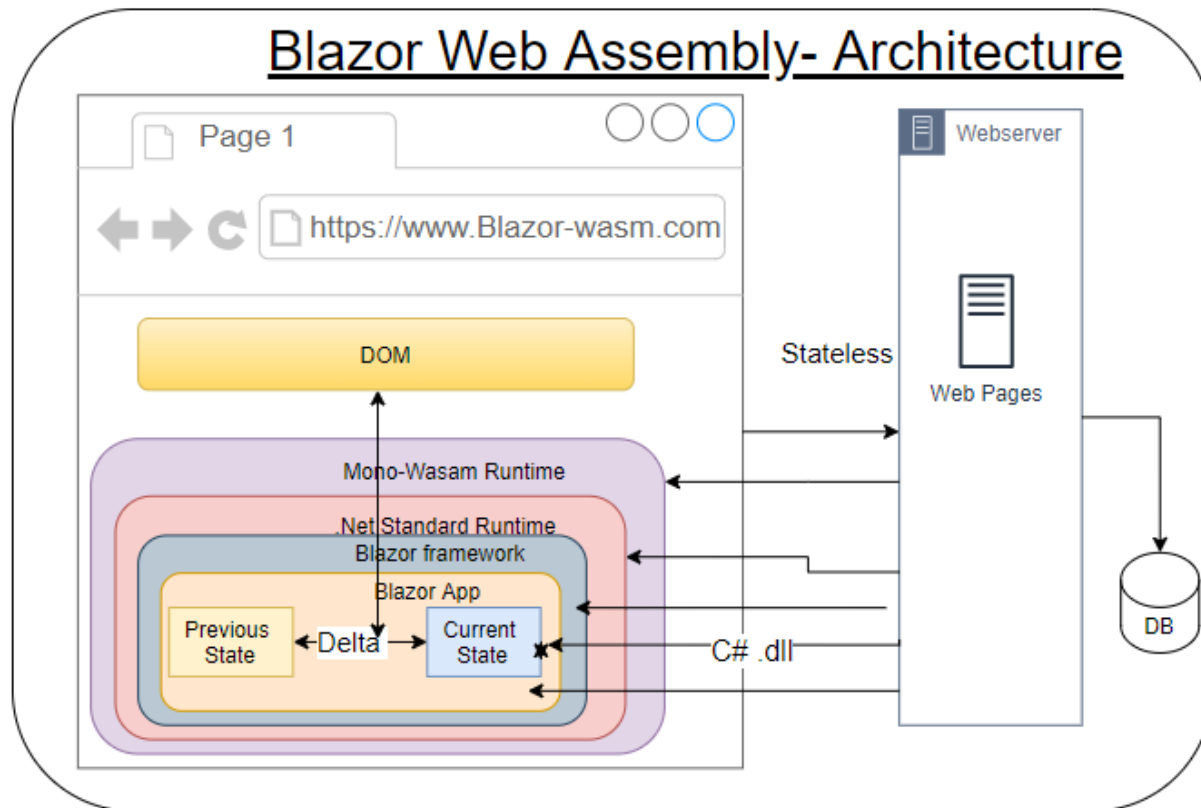 Blazor Web Assembly- Architecture
Page 1
https://www.Blazor-wasm.com
Webserver
Web Pages
Stateless
DOM
Mono-Wasam Runtime
.Net Standard Runtime
Blazor framework
Blazor App
Previous
State
Delta
Current
State
C# .dll
DB